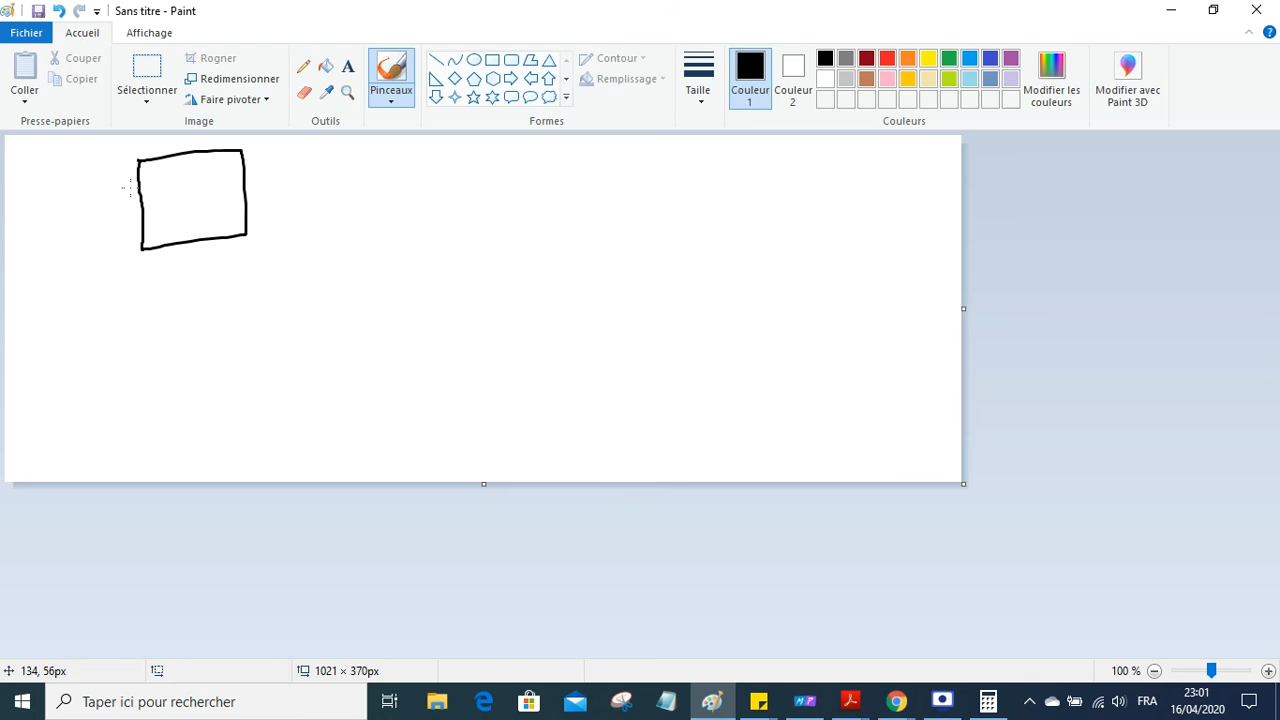 Sans titre - Paint
Fichier Accueil Affichage
Coller
Couper
Copier
Presse-papiers
Sélectionner
Rogner
Redimensionner
Faire pivoter
Image
A
Outils
Pinceaux
Contour
Remplissage
Formes
Taille
Couleur 1
Couleur 2
Modifier les couleurs
Couleurs
Modifier avec Paint 3D
134, 56px
1021 × 370px
100 %
Taper ici pour rechercher
FRA
23:01
16/04/2020